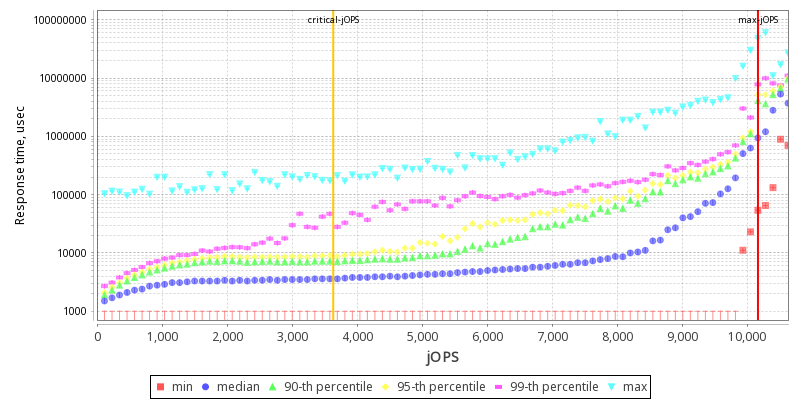 critical-jOPS
max-jOPS
100000000
10000000
1000000
100000
10000
1000
Response time, usec
0
1,000
2,000
3,000
4,000
5,000
6,000
7,000
8,000
9,000
10,000
jOPS
min
median
90-th percentile
95-th percentile
99-th percentile
max